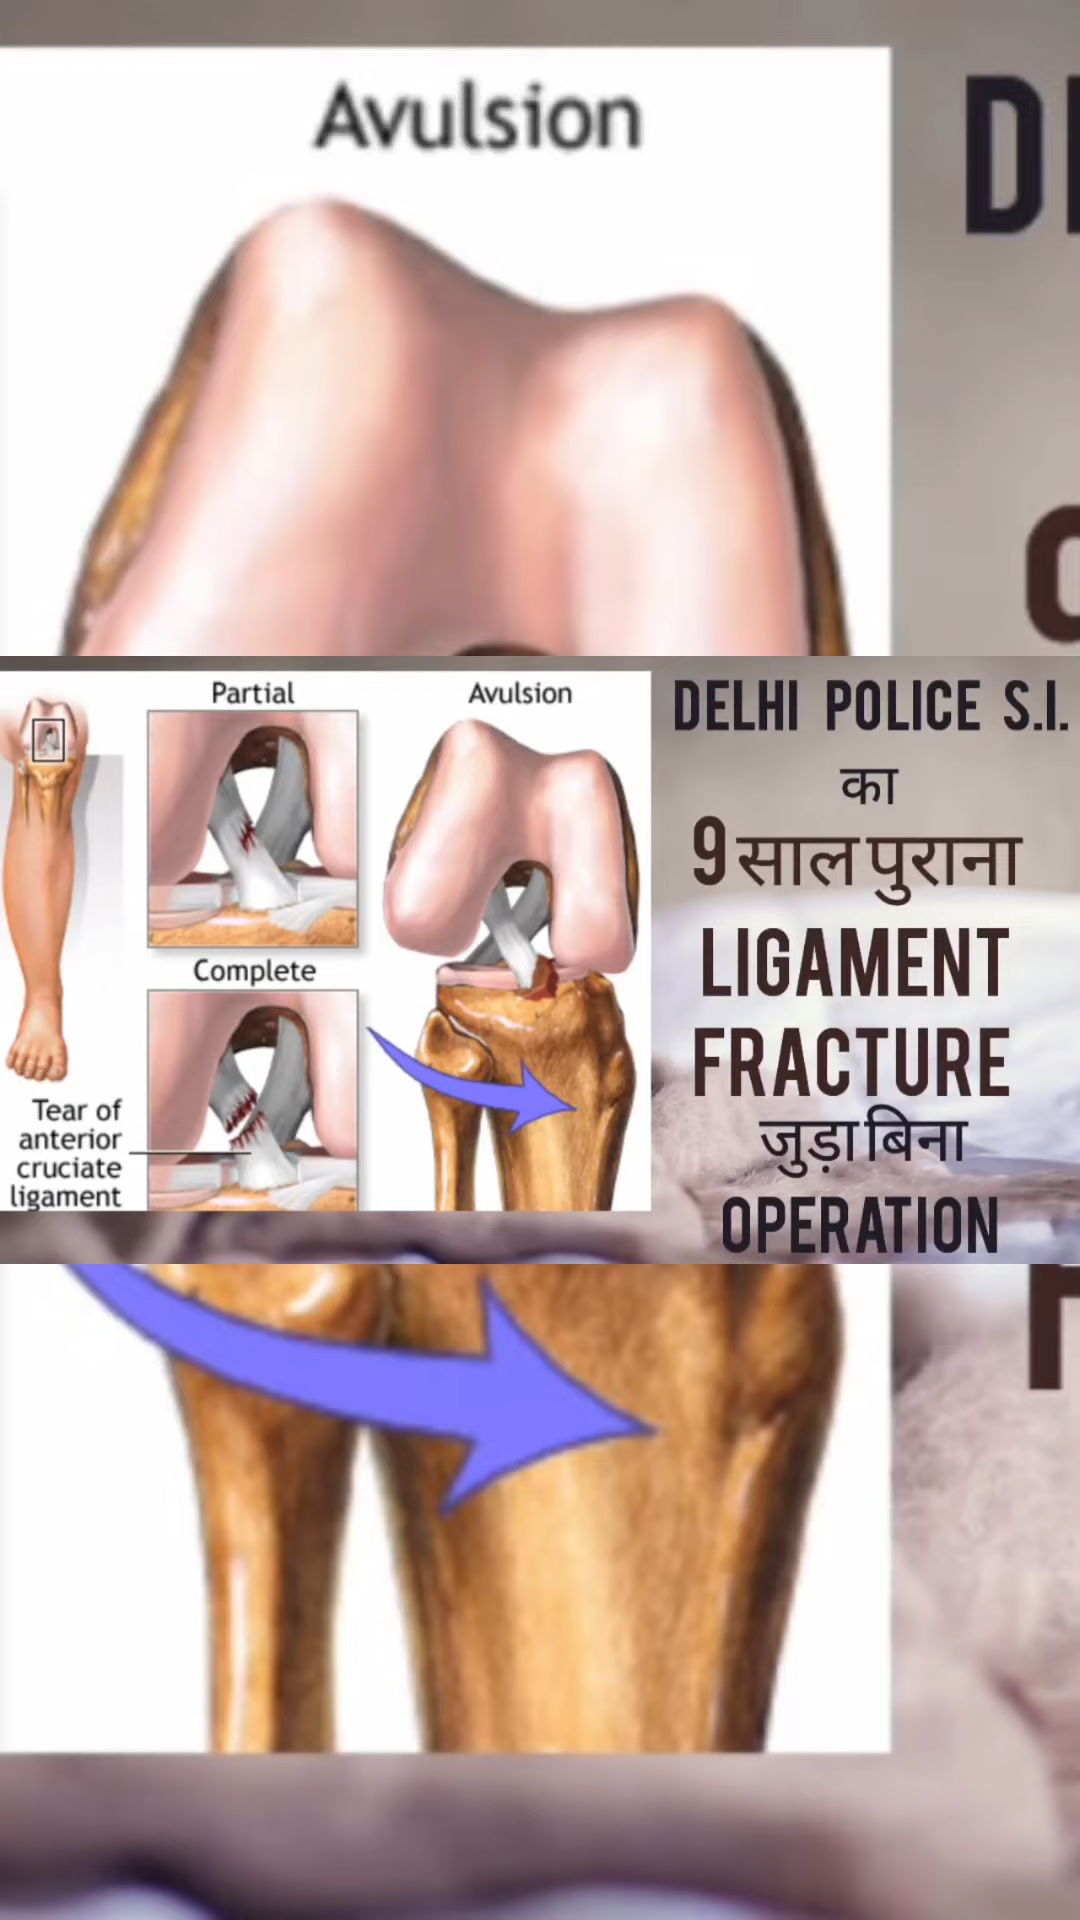 Avulsion
Partial
Avulsion
Complete
Tear of
anterior
cruciate
ligament
DELHI POLICE S.I.
का
9 साल पुराना
LIGAMENT
FRACTURE
जुड़ा बिना
OPERATION